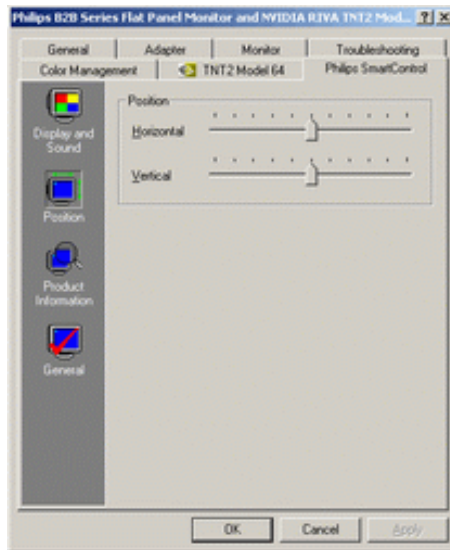 Philips B2B Series Flat Panel Monitor and NVIDIA RIVA TNT2 Mod...
General Adapter Monitor Troubleshooting
Color Management TNT2 Model 64 Philips SmartControl
Display and
Sound
Position
Product
Information
General
Position
Horizontal
Vertical
OK Cancel Apply